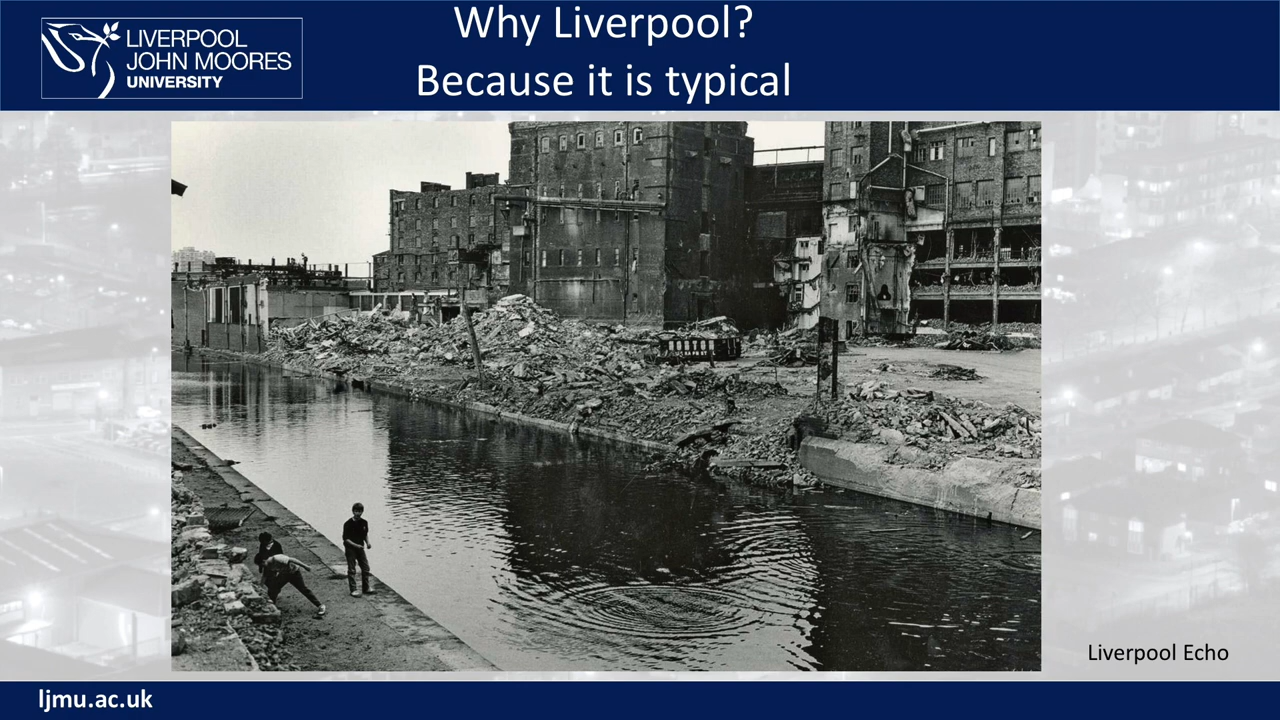 LIVERPOOL
JOHN MOORES
UNIVERSITY
Why Liverpool?
Because it is typical
Liverpool Echo
ljmu.ac.uk